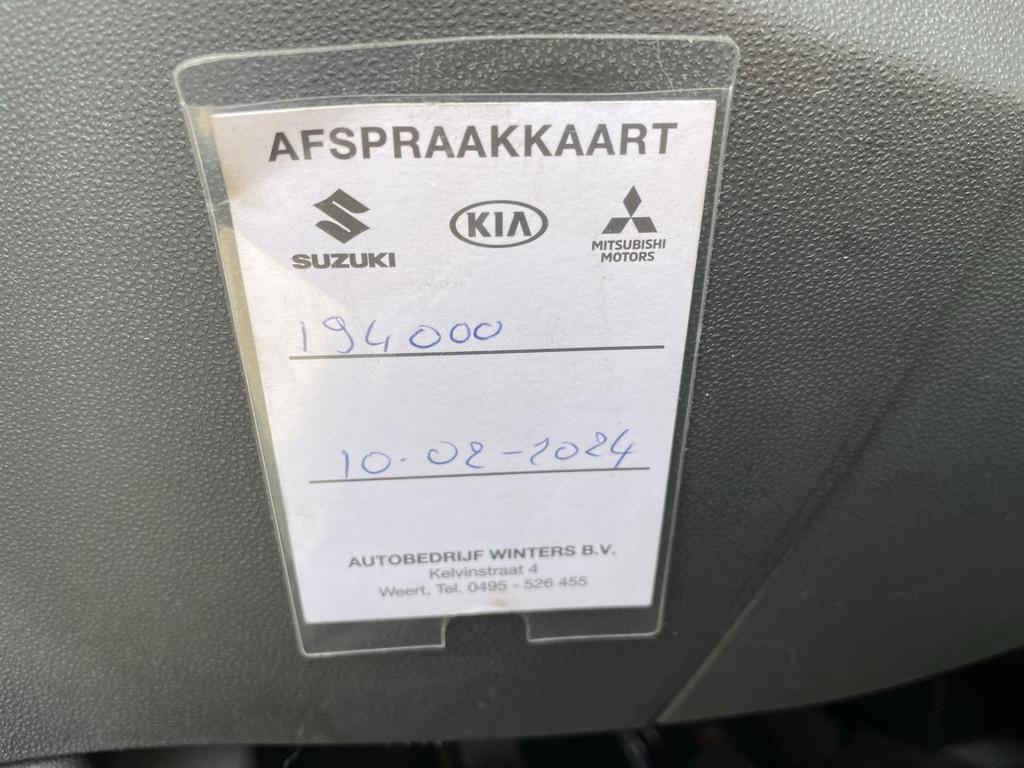 AFSPRAAKKAART
SUZUKI
KIA
MITSUBISHI
MOTORS
194000
10-02-2024
AUTOBEDRIJF WINTERS B.V.
Kelvinstraat 4
Weert, Tel. 0495 - 526 455